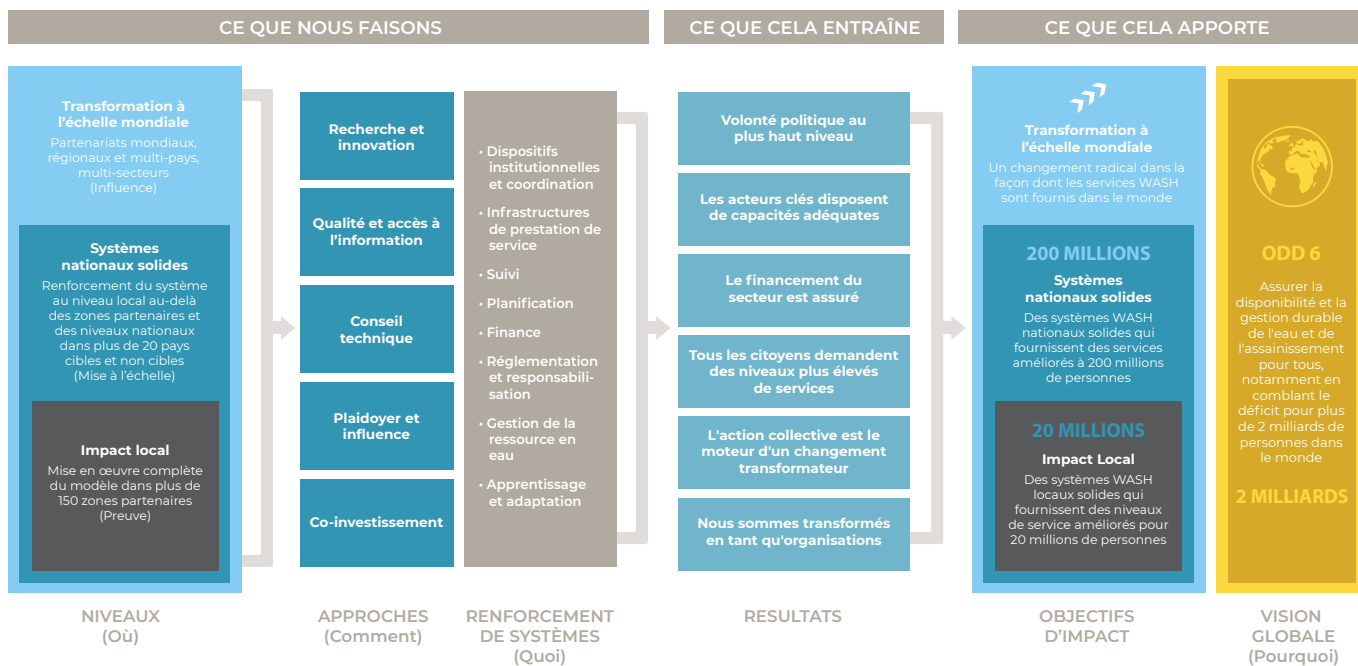 CE QUE NOUS FAISONS
CE QUE CELA ENTRAÎNE
CE QUE CELA APPORTE
Transformation à
l'échelle mondiale
Partenariats mondiaux,
régionaux et multi-pays,
multi-secteurs
(Influence)
Systèmes
nationaux solides
Renforcement du système
au niveau local au-delà
des zones partenaires et
des niveaux nationaux
dans plus de 20 pays
cibles et non cibles
(Mise à l'échelle)
Impact local
Mise en œuvre complète
du modèle dans plus de
150 zones partenaires
(Preuve)
NIVEAUX
(Où)
Recherche et
innovation
Qualité et accès à
l'information
Conseil
technique
Plaidoyer et
influence
Co-investissement
APPROCHES
(Comment)
• Dispositifs
institutionnelles
et coordination
• Infrastructures
de prestation de
service
• Suivi
• Planification
• Finance
• Réglementation
et responsabili-
sation
• Gestion de la
ressource en
eau
• Apprentissage
et adaptation
RENFORCEMENT
DE SYSTÈMES
(Quoi)
Volonté politique au
plus haut niveau
Les acteurs clés disposent
de capacités adéquates
Le financement du
secteur est assuré
Tous les citoyens demandent
des niveaux plus élevés
de services
L'action collective est le
moteur d'un changement
transformateur
Nous sommes transformés
en tant qu'organisations
RESULTATS
Transformation à
l'échelle mondiale
Un changement radical dans la
façon dont les services WASH
sont fournis dans le monde
200 MILLIONS
Systèmes
nationaux solides
Des systèmes WASH
nationaux solides qui
fournissent des services
améliorés à 200 millions
de personnes
20 MILLIONS
Impact Local
Des systèmes WASH
locaux solides qui
fournissent des niveaux
de service améliorés pour
20 millions de personnes
OBJECTIFS
D'IMPACT
ODD 6
Assurer la
disponibilité et la
gestion durable
de l'eau et de
l'assainissement
pour tous,
notamment en
comblant le
déficit pour plus
de 2 milliards de
personnes dans
le monde
2 MILLIARDS
VISION
GLOBALE
(Pourquoi)